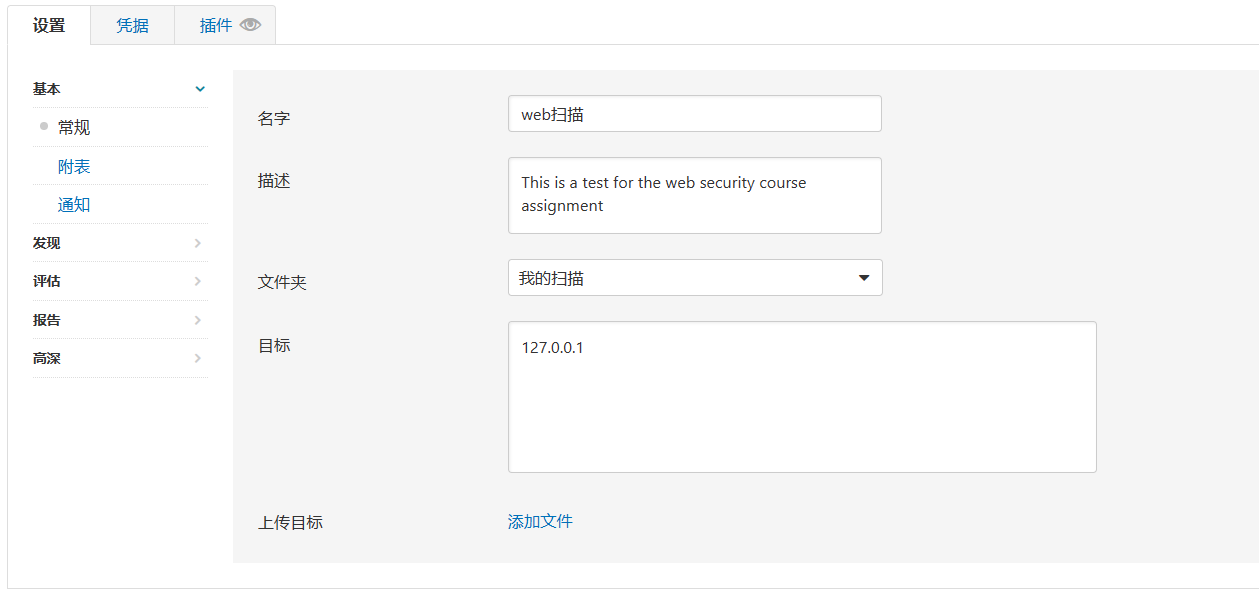 设置
凭据
插件
基本
常规
附表
通知
发现
评估
报告
高深
名字
web扫描
描述
This is a test for the web security course
assignment
文件夹
我的扫描
目标
127.0.0.1
上传目标
添加文件